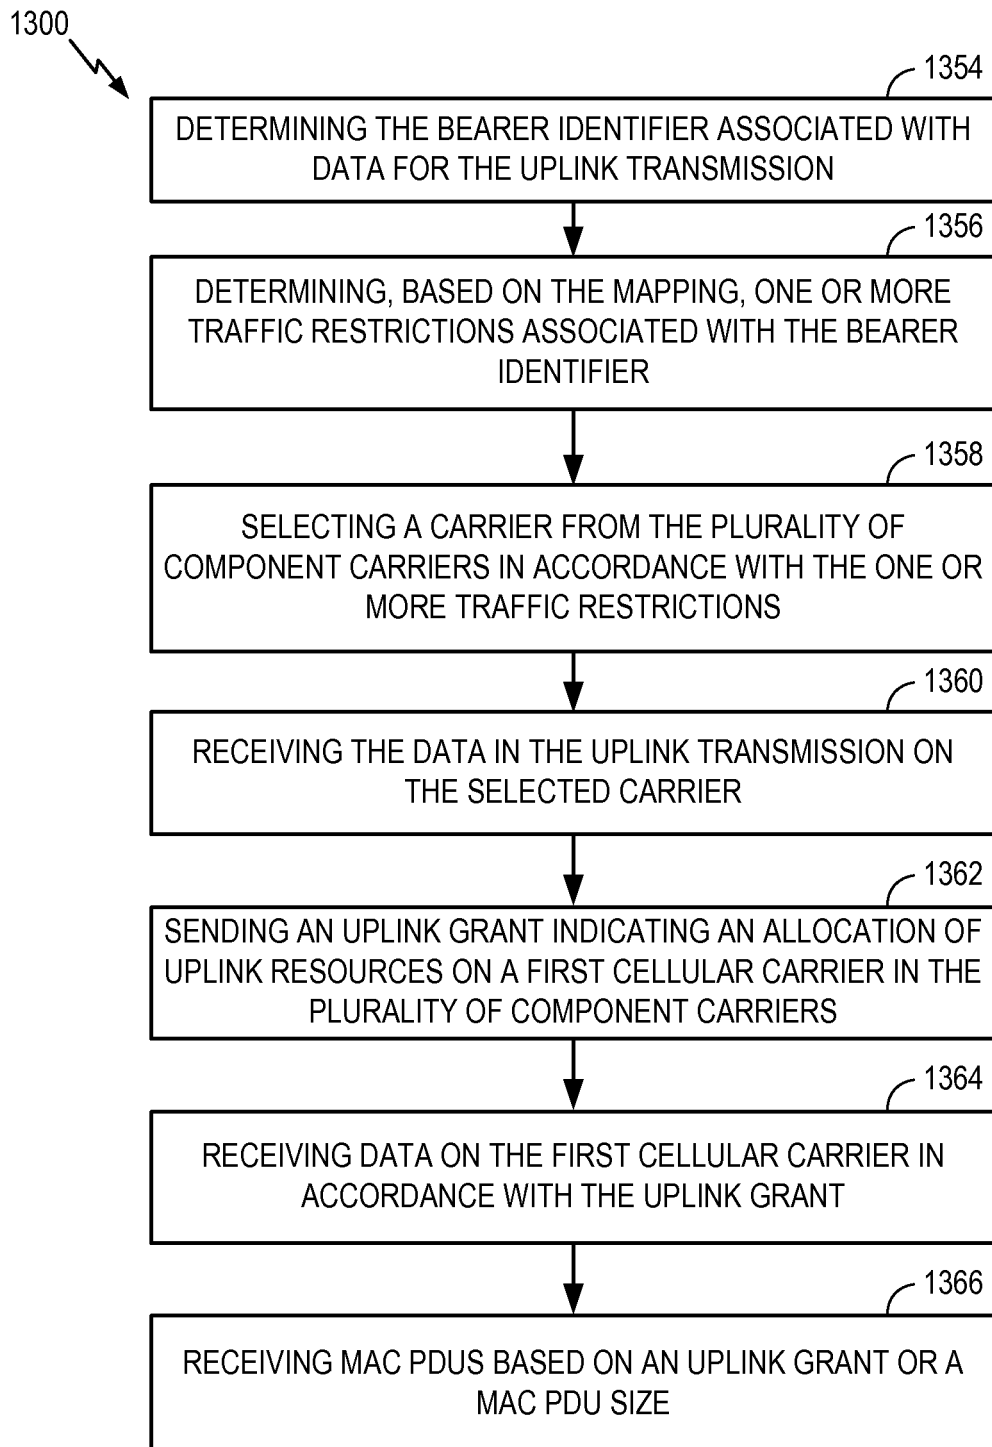 1300
1354
DETERMINING THE BEARER IDENTIFIER ASSOCIATED WITH
DATA FOR THE UPLINK TRANSMISSION
1356
DETERMINING, BASED ON THE MAPPING, ONE OR MORE
TRAFFIC RESTRICTIONS ASSOCIATED WITH THE BEARER
IDENTIFIER
1358
SELECTING A CARRIER FROM THE PLURALITY OF
COMPONENT CARRIERS IN ACCORDANCE WITH THE ONE OR
MORE TRAFFIC RESTRICTIONS
1360
RECEIVING THE DATA IN THE UPLINK TRANSMISSION ON
THE SELECTED CARRIER
1362
SENDING AN UPLINK GRANT INDICATING AN ALLOCATION OF
UPLINK RESOURCES ON A FIRST CELLULAR CARRIER IN THE
PLURALITY OF COMPONENT CARRIERS
1364
RECEIVING DATA ON THE FIRST CELLULAR CARRIER IN
ACCORDANCE WITH THE UPLINK GRANT
1366
RECEIVING MAC PDUS BASED ON AN UPLINK GRANT OR A
MAC PDU SIZE